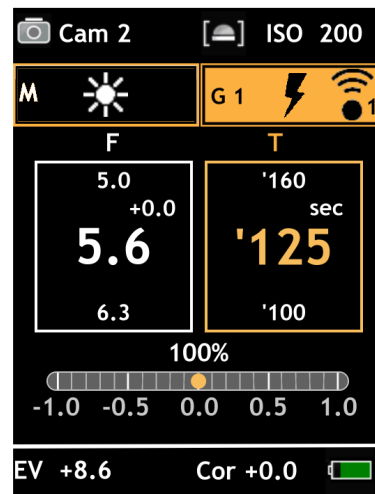 Cam 2 ISO 200
M G 1 1
F T
5.0 '160
+0.0 sec
5.6 '125
6.3 '100
100%
-1.0 -0.5 0.0 0.5 1.0
EV +8.6 Cor +0.0